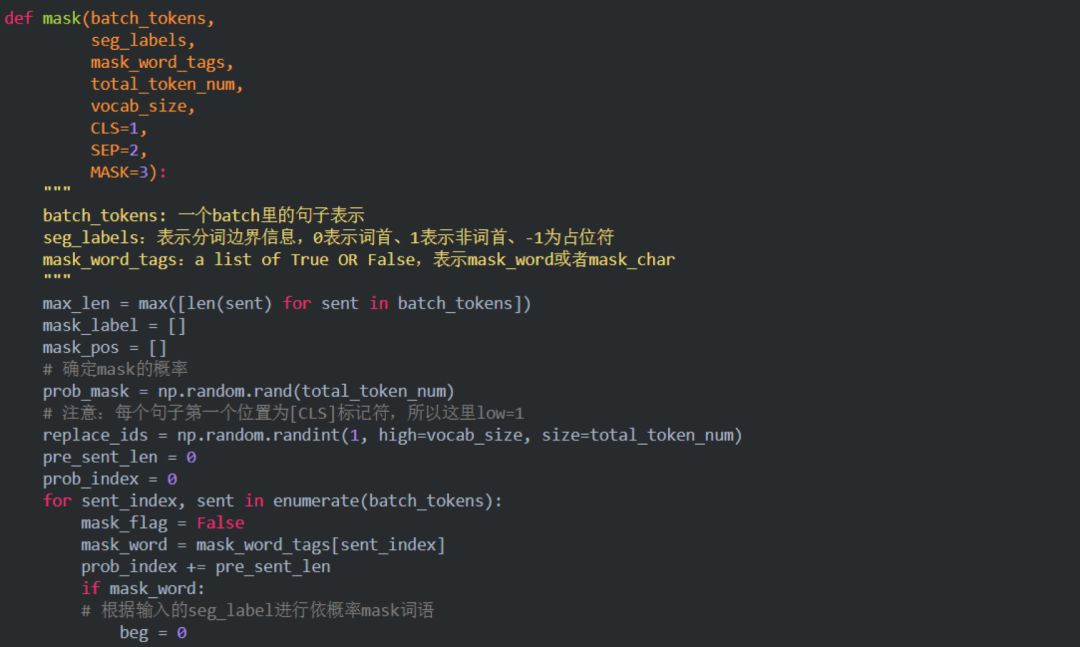 def mask(batch_tokens,
         seg_labels,
         mask_word_tags,
         total_token_num,
         vocab_size,
         CLS=1,
         SEP=2,
         MASK=3):
    """
    batch_tokens: 一个batch里的句子表示
    seg_labels: 表示分词边界信息，0表示词首、1表示非词首、-1为占位符
    mask_word_tags: a list of True OR False，表示mask_word或者mask_char
    """
    max_len = max([len(sent) for sent in batch_tokens])
    mask_label = []
    mask_pos = []
    # 确定mask的概率
    prob_mask = np.random.rand(total_token_num)
    # 注意：每个句子第一个位置为[CLS]标记符，所以这里low=1
    replace_ids = np.random.randint(1, high=vocab_size, size=total_token_num)
    pre_sent_len = 0
    prob_index = 0
    for sent_index, sent in enumerate(batch_tokens):
        mask_flag = False
        mask_word = mask_word_tags[sent_index]
        prob_index += pre_sent_len
        if mask_word:
        # 根据输入的seg_label进行依概率mask词语
            beg = 0